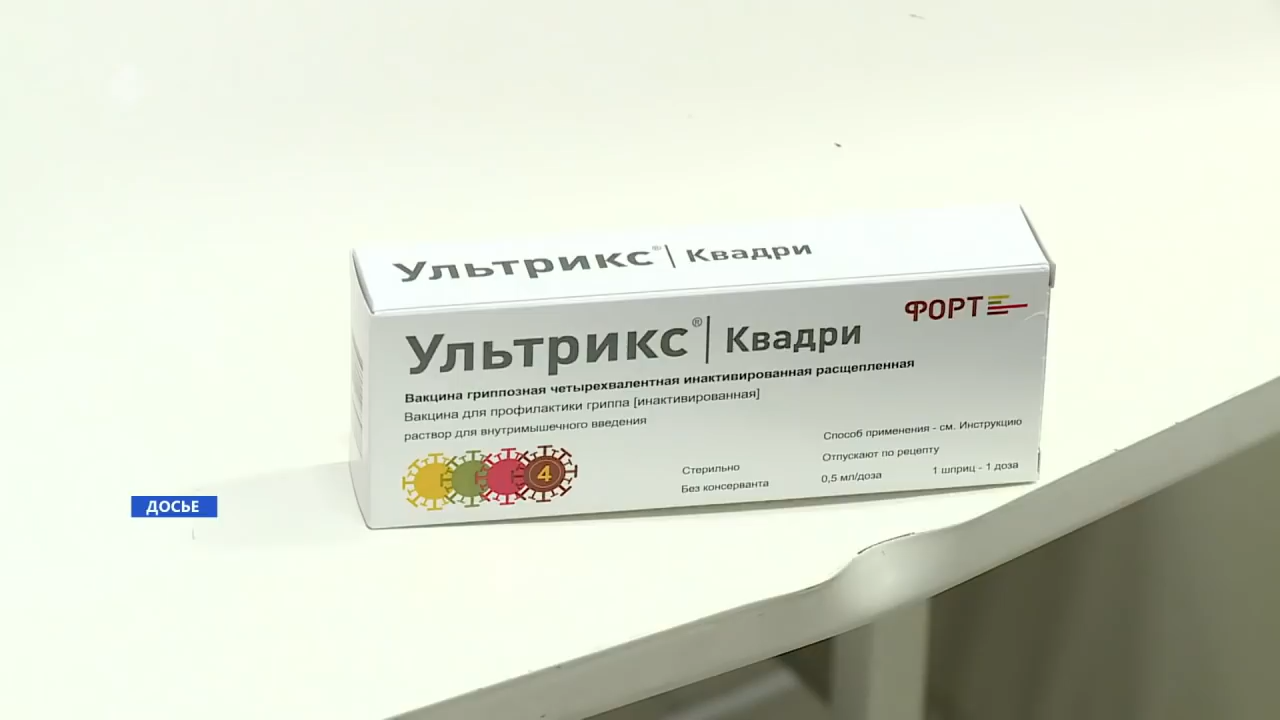 Ультрикс® | Квадри
Ультрикс® | Квадри
ФОРТ
Вакцина гриппозная четырехвалентная инактивированная расщепленная
Вакцина для профилактики гриппа [инактивированная]
раствор для внутримышечного введения
4
Стерильно
Без консерванта
Способ применения - см. Инструкцию
Отпускают по рецепту
0,5 мл/доза
1 шприц - 1 доза
ДОСЬЕ